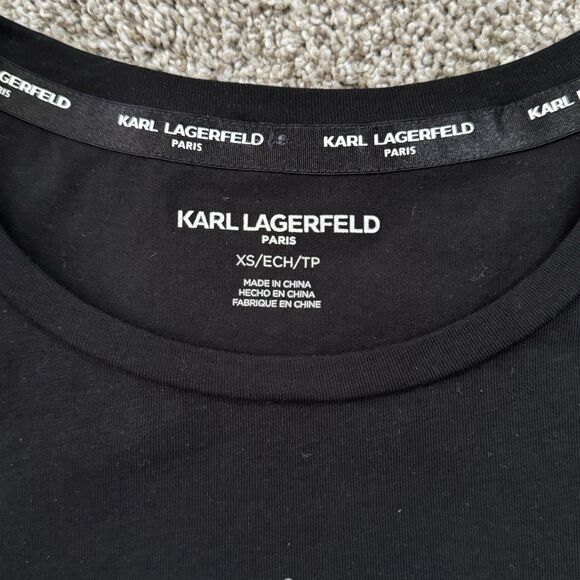 KARL LAGERFELD
PARIS
KARL LAGERFELD
PARIS
KARL
KARL LAGERFELD
PARIS
XS/ECH/TP
MADE IN CHINA
HECHO EN CHINA
FABRIQUE EN CHINE